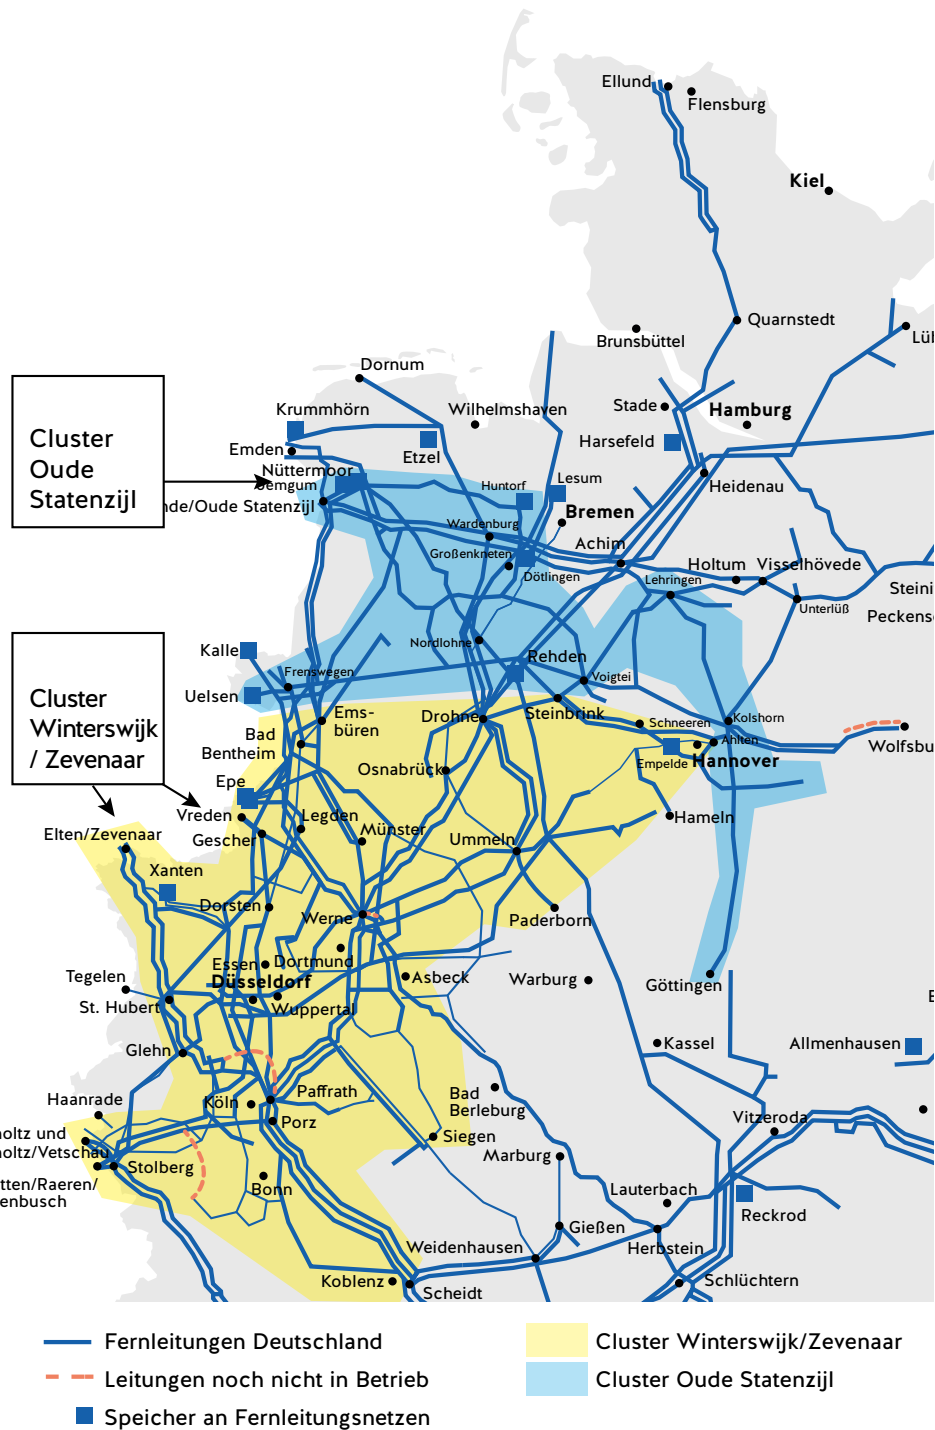 Ellund
Flensburg
Kiel
Quarnstedt
Brunsbüttel
Dornum
Krummhörn
Wilhelmshaven
Stade
Hamburg
Cluster
Oude
Statenzijl
Emden
Etzel
Harsefeld
Nüttermoor
Jemgum
Huntorf
Lesum
Heidenau
nde/Oude Statenzijl
Bremen
Wardenburg
Achim
Großenkneten
Dötlingen
Holtum
Visselhövede
Lehringen
Steini
Unterlüß
Peckense
Cluster
Winterswijk
/ Zevenaar
Kalle
Nordlohne
Rehden
Frenswegen
Voigtei
Uelsen
Ems-
büren
Drohne
Steinbrink
Schneeren
Kolshorn
Bad
Bentheim
Ahlten
Wolfsbu
Empelde
Hannover
Osnabrück
Epe
Vreden
Legden
Hameln
Elten/Zevenaar
Gescher
Münster
Ummeln
Xanten
Dorsten
Werne
Paderborn
Essen
Dortmund
Tegelen
Düsseldorf
Asbeck
Warburg
Göttingen
St. Hubert
Wuppertal
Glehn
Kassel
Allmenhausen
Haanrade
Köln
Paffrath
Bad
Berleburg
Porz
Vitzeroda
holtz und
holtz/Vetschau
Siegen
Stolberg
Marburg
tten/Raeren/
enbusch
Bonn
Lauterbach
Reckrod
Gießen
Weidenhausen
Herbstein
Koblenz
Scheidt
Schlüchtern
Fernleitungen Deutschland
Cluster Winterswijk/Zevenaar
Leitungen noch nicht in Betrieb
Cluster Oude Statenzijl
Speicher an Fernleitungsnetzen